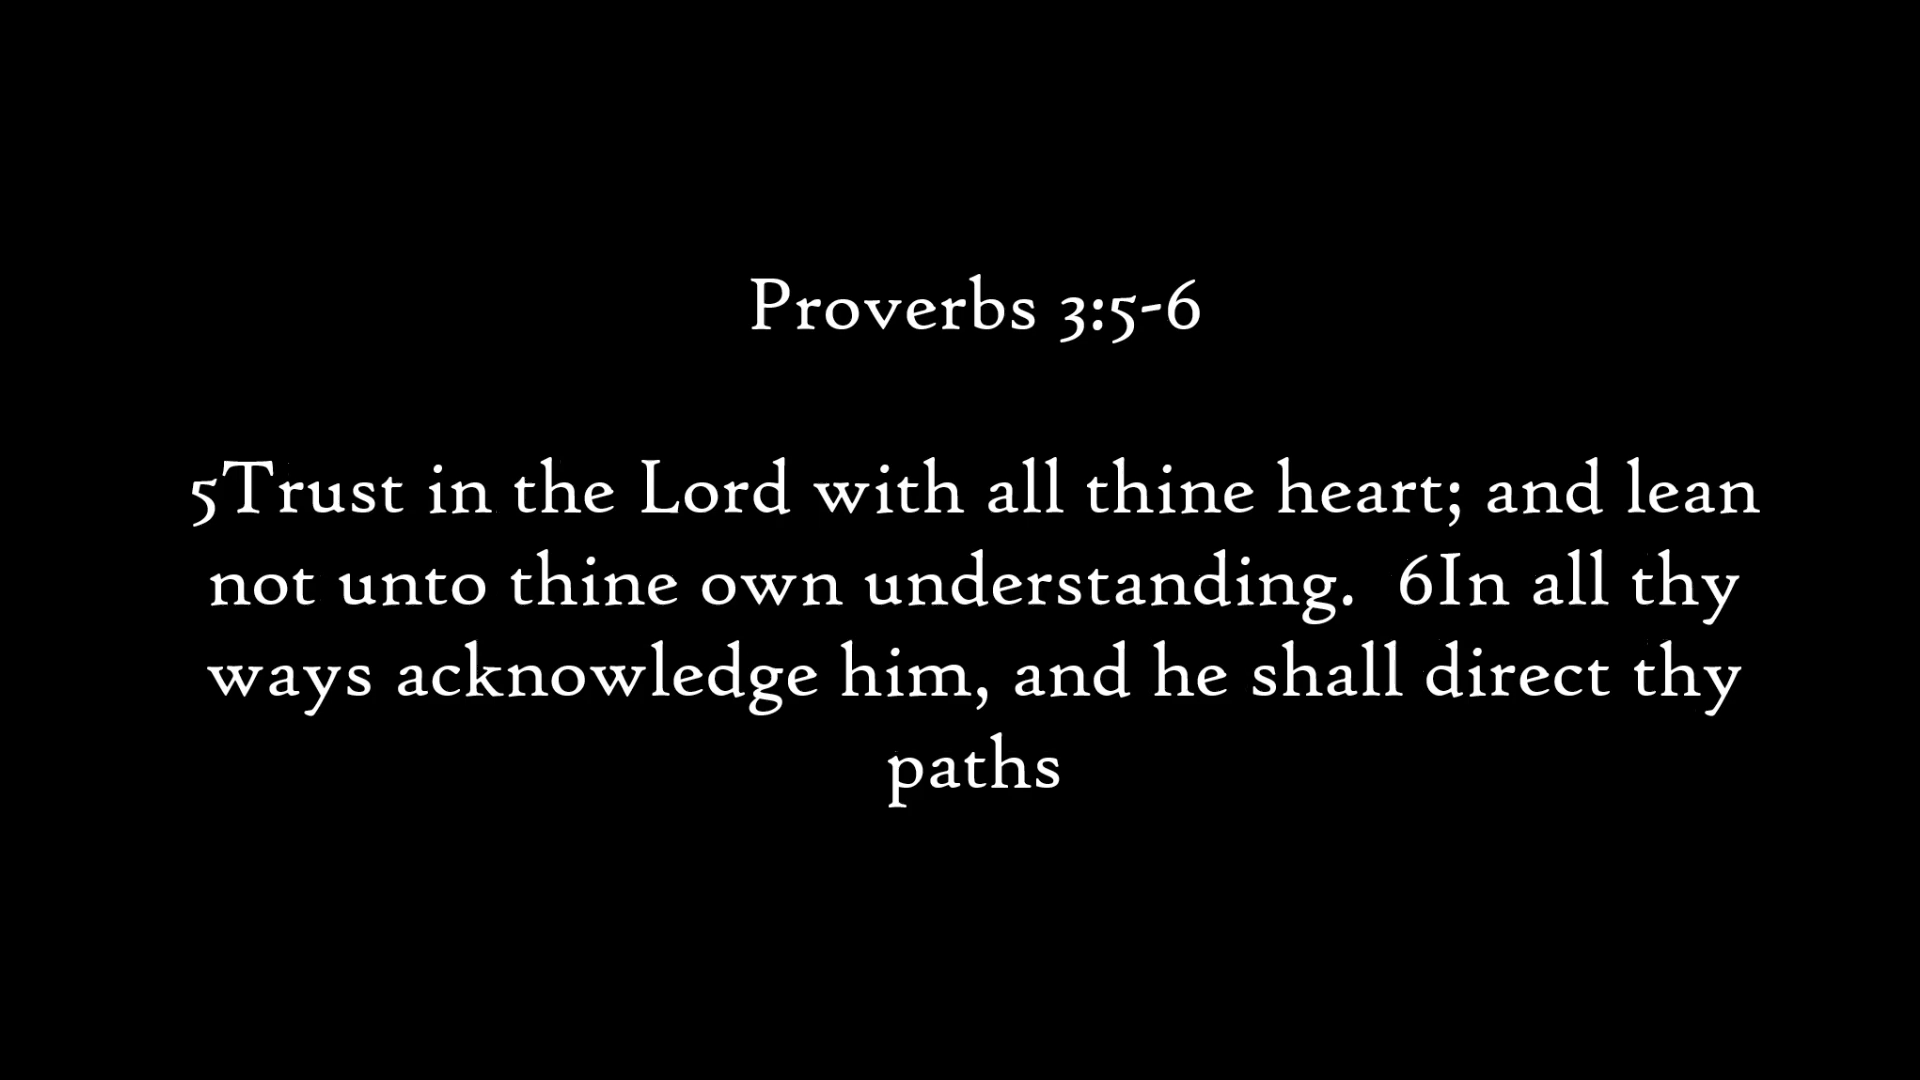 Proverbs 3:5-6
5Trust in the Lord with all thine heart; and lean
not unto thine own understanding.  6In all thy
ways acknowledge him, and he shall direct thy
paths